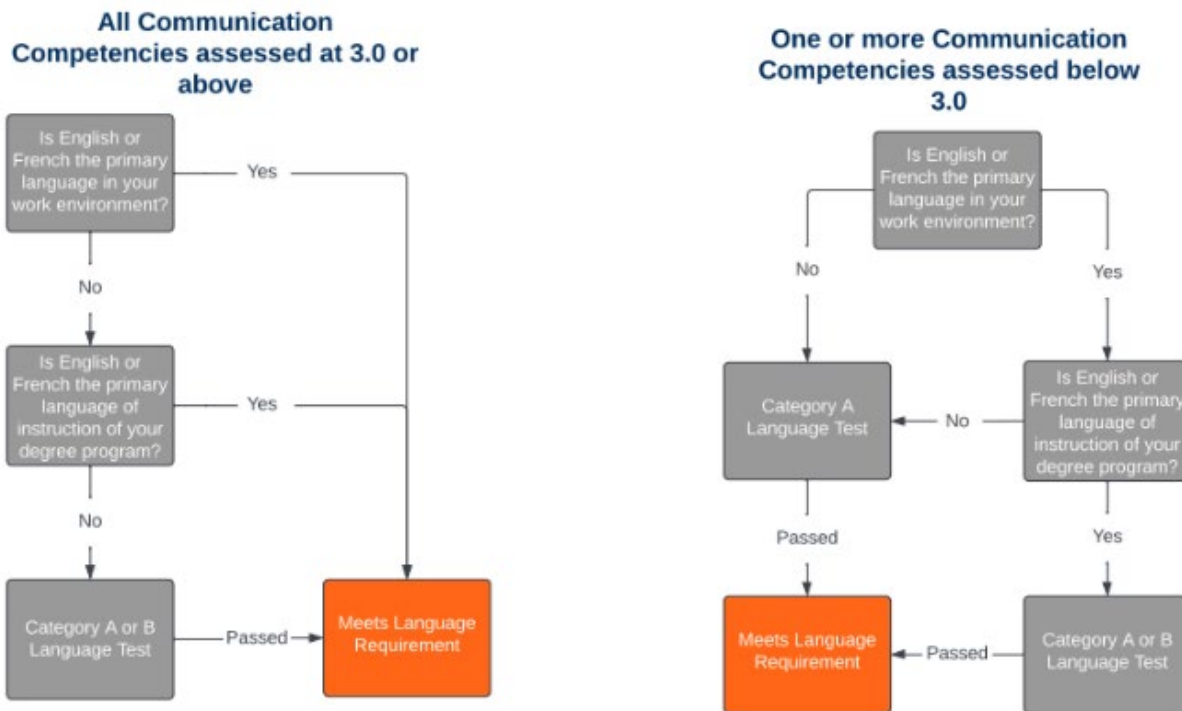 All Communication
Competencies assessed at 3.0 or
above
Is English or
French the primary
language in your
work environment?
Yes
No
Is English or
French the primary
language of
instruction of your
degree program?
Yes
No
Category A or B
Language Test
Passed
Meets Language
Requirement
One or more Communication
Competencies assessed below
3.0
Is English or
French the primary
language in your
work environment?
No
Yes
Category A
Language Test
No
Is English or
French the primary
language of
instruction of your
degree program?
Passed
Yes
Meets Language
Requirement
Passed
Category A or B
Language Test